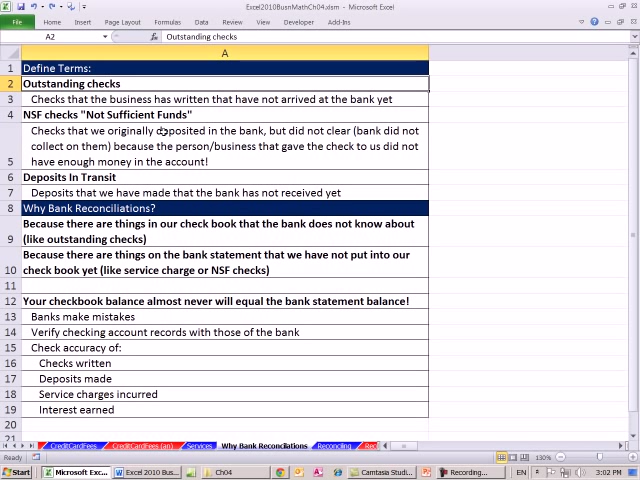 Excel2010BusnMathCh04.xlsm - Microsoft Excel
File Home Insert Page Layout Formulas Data Review View Developer Add-Ins
A2 fx Outstanding checks
A
1 Define Terms:
2 Outstanding checks
3 Checks that the business has written that have not arrived at the bank yet
4 NSF checks "Not Sufficient Funds"
Checks that we originally deposited in the bank, but did not clear (bank did not
collect on them) because the person/business that gave the check to us did not
5 have enough money in the account!
6 Deposits In Transit
7 Deposits that we have made that the bank has not received yet
8 Why Bank Reconciliations?
Because there are things in our check book that the bank does not know about
9 (like outstanding checks)
Because there are things on the bank statement that we have not put into our
10 check book yet (like service charge or NSF checks)
11
12 Your checkbook balance almost never will equal the bank statement balance!
13 Banks make mistakes
14 Verify checking account records with those of the bank
15 Check accuracy of:
16 Checks written
17 Deposits made
18 Service charges incurred
19 Interest earned
20
21
CreditCardFees CreditCardFees (an) Services Why Bank Reconcilations Reconciling Rec
Ready 130%
Start Microsoft Exc... Excel 2010 Bus... Ch04 Camtasia Studi... Recording... EN 3:02 PM